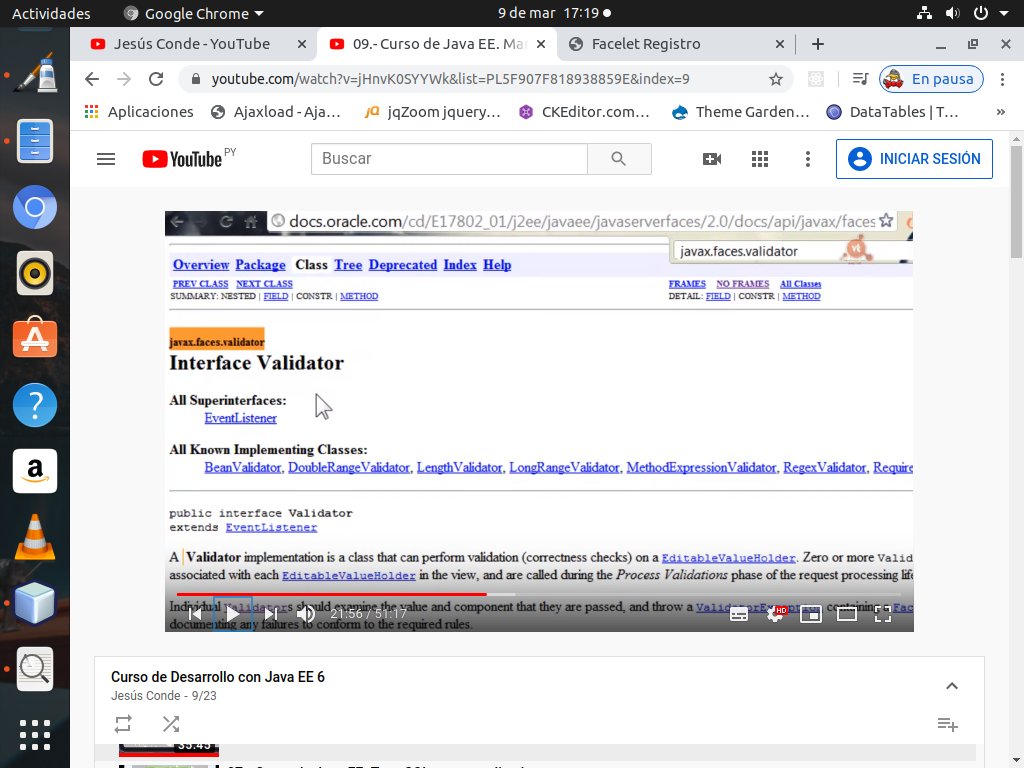 Actividades
Google Chrome
9 de mar 17:19
Jesús Conde - YouTube
09.- Curso de Java EE. Ma
Facelet Registro
youtube.com/watch?v=jHnvK0SYYWk&list=PL5F907F818938859E&index=9
En pausa
Aplicaciones
Ajaxload - Aja…
jqZoom jquery…
CKEditor.com…
Theme Garden…
DataTables | T…
»
YouTube PY
Buscar
INICIAR SESIÓN
docs.oracle.com/cd/E17802_01/j2ee/javaee/javaserverfaces/2.0/docs/api/javax/faces
javax.faces.validator
Overview Package Class Tree Deprecated Index Help
PREV CLASS NEXT CLASS
FRAMES NO FRAMES All Classes
SUMMARY: NESTED | FIELD | CONSTR | METHOD
DETAIL: FIELD | CONSTR | METHOD
javax.faces.validator
Interface Validator
All Superinterfaces:
EventListener
All Known Implementing Classes:
BeanValidator, DoubleRangeValidator, LengthValidator, LongRangeValidator, MethodExpressionValidator, RegexValidator, Require
public interface Validator
extends EventListener
A Validator implementation is a class that can perform validation (correctness checks) on a EditableValueHolder. Zero or more Valid
associated with each EditableValueHolder in the view, and are called during the Process Validations phase of the request processing life
Individual Validators should examine the value and component that they are passed, and throw a ValidatorException containing a Fac
documenting any failures to conform to the required rules.
21:56 / 51:17
HD
Curso de Desarrollo con Java EE 6
Jesús Conde - 9/23
35:45